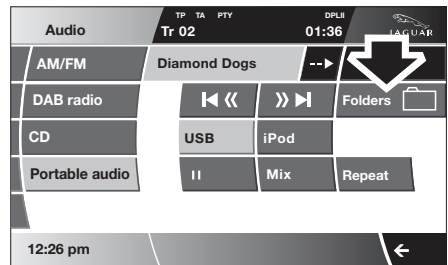 TP TA PTY DPLII
Audio Tr 02 01:36 JAGUAR
AM/FM Diamond Dogs
DAB radio Folders
CD USB iPod
Portable audio II Mix Repeat
12:26 pm